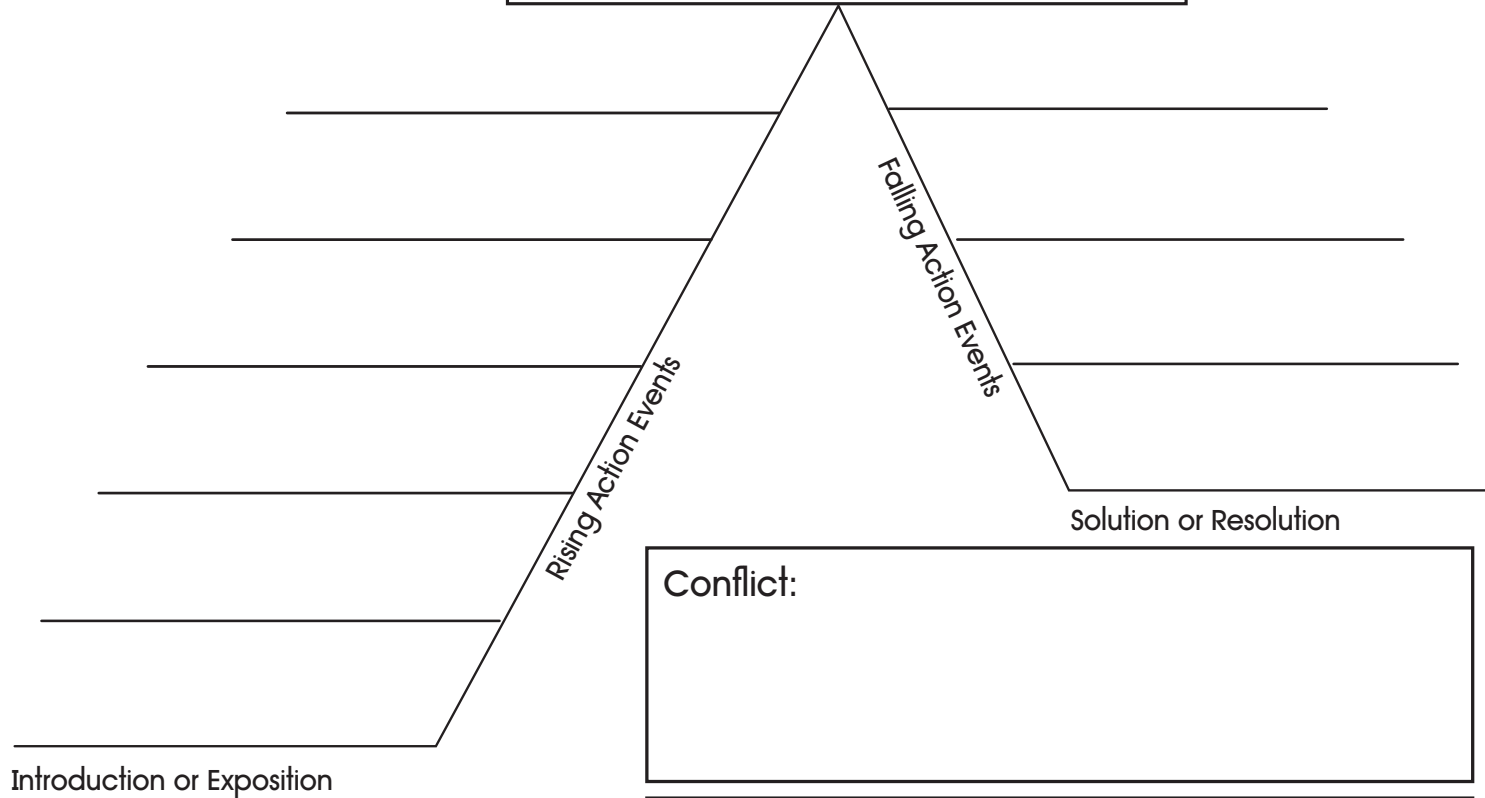 Falling Action Events
Rising Action Events
Solution or Resolution
Conflict:
Introduction or Exposition